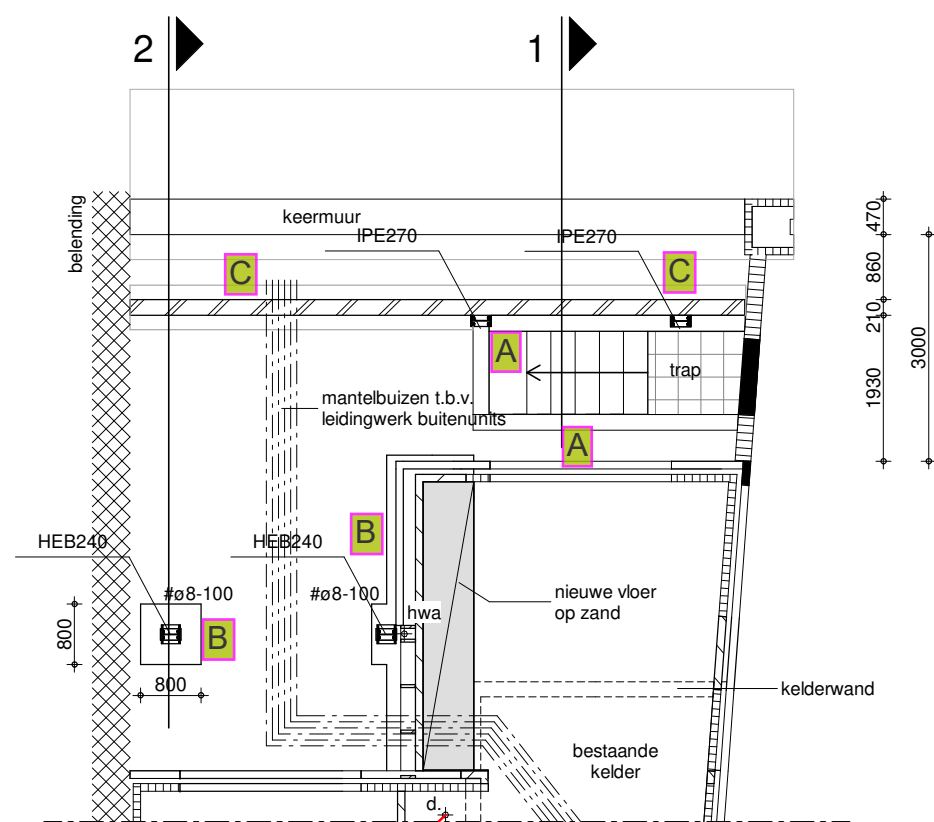 2
1
belending
keermuur
IPE270
IPE270
470
C
C
860
210
3000
A
trap
1930
mantelbuizen t.b.v.
leidingwerk buitenunits
A
B
HEB240
HEB240
#ø8-100
#ø8-100
nieuwe vloer
op zand
hwa
800
B
800
kelderwand
bestaande
kelder
d.